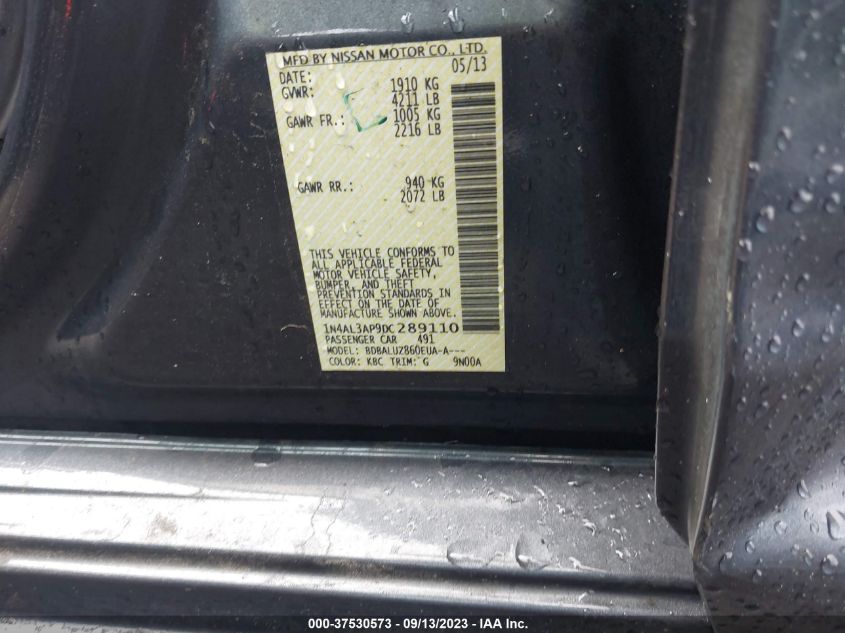 MFD BY NISSAN MOTOR CO., LTD.
DATE: 05/13
GVWR: 1910 KG
4211 LB
GAWR FR.: 1005 KG
2216 LB
GAWR RR.: 940 KG
2072 LB
THIS VEHICLE CONFORMS TO
ALL APPLICABLE FEDERAL
MOTOR VEHICLE SAFETY,
BUMPER, AND THEFT
PREVENTION STANDARDS IN
EFFECT ON THE DATE OF
MANUFACTURE SHOWN ABOVE.
1N4AL3AP9DC289110
PASSENGER CAR 491
MODEL: BDBALUZ860EUA-A---
COLOR: KBC TRIM: G 9N00A
000-37530573 - 09/13/2023 - IAA Inc.